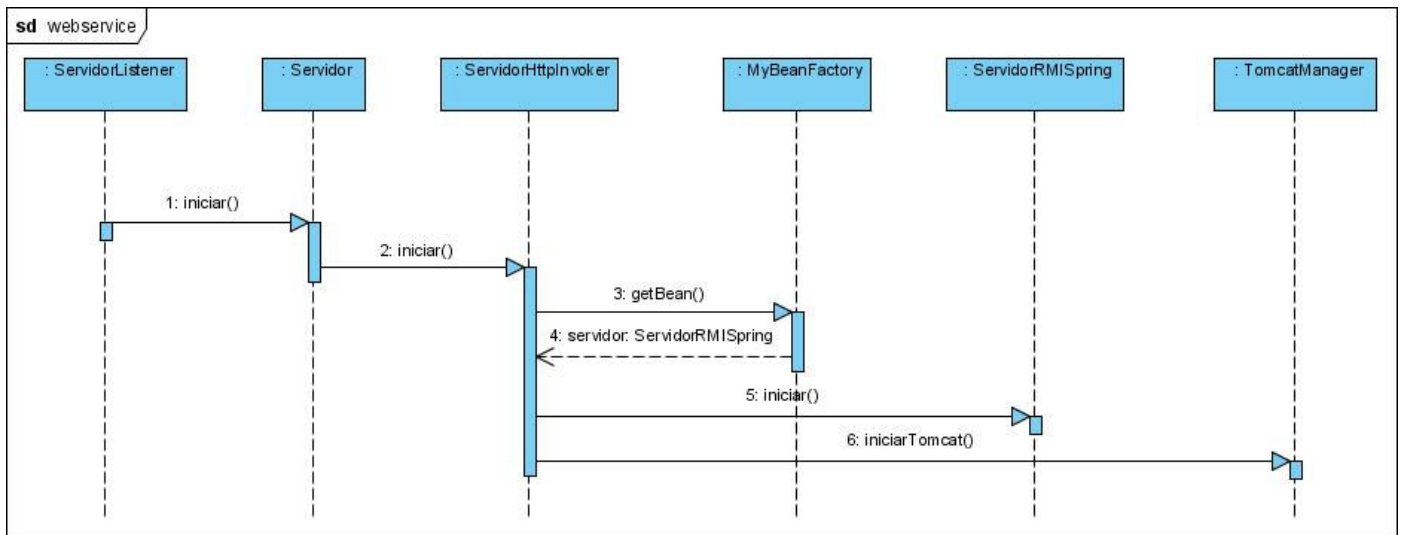 sd webservice
: ServidorListener
: Servidor
: ServidorHttpInvoker
: MyBeanFactory
: ServidorRMISpring
: TomcatManager
1: iniciar()
2: iniciar()
3: getBean()
4: servidor: ServidorRMISpring
5: iniciar()
6: iniciarTomcat()